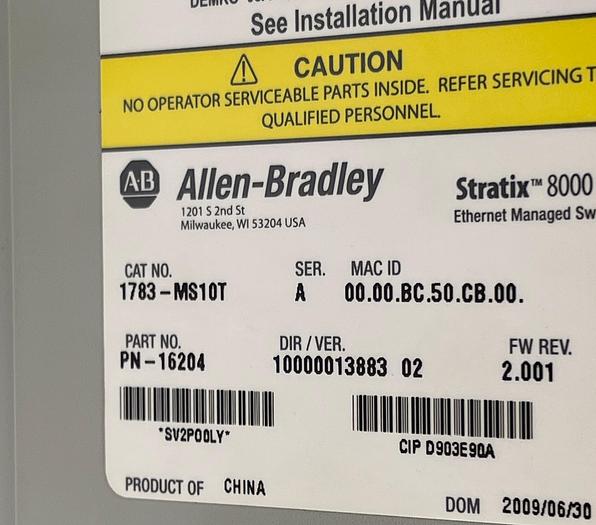 See Installation Manual
CAUTION
NO OPERATOR SERVICEABLE PARTS INSIDE. REFER SERVICING T
QUALIFIED PERSONNEL.
A·B Allen-Bradley
1201 S 2nd St
Milwaukee, WI 53204 USA
Stratix™ 8000
Ethernet Managed Sw
CAT NO. SER. MAC ID
1783-MS10T A 00.00.BC.50.CB.00.
PART NO. DIR / VER. FW REV.
PN-16204 10000013883 02 2.001
*SV2P00LY* CIP D903E90A
PRODUCT OF CHINA
DOM 2009/06/30